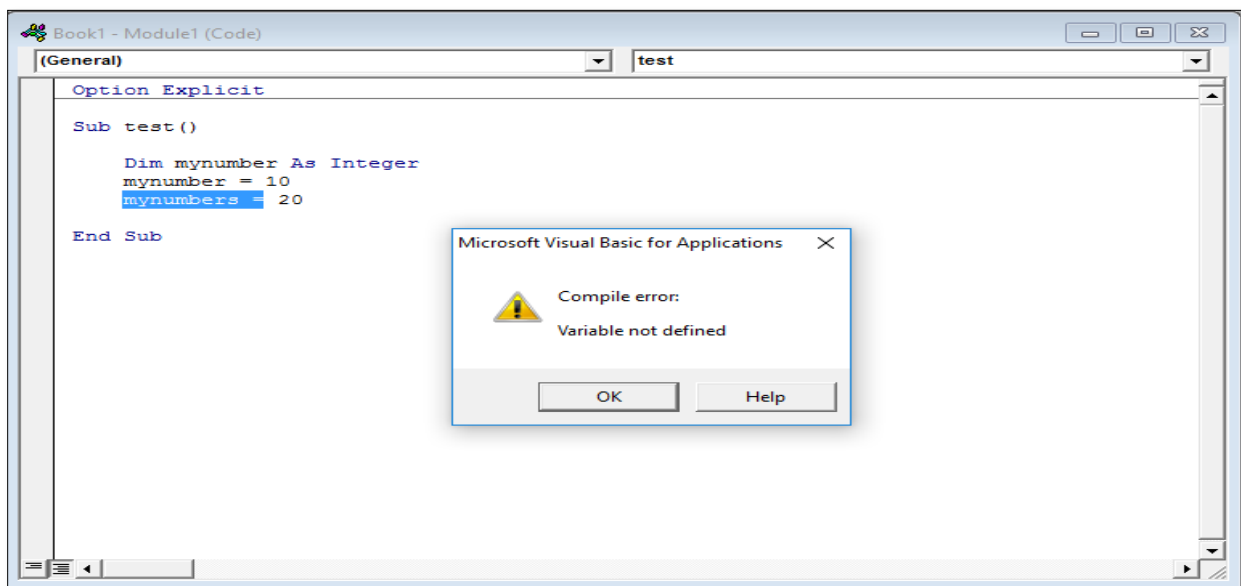 Book1 - Module1 (Code)
(General)
test
Option Explicit
Sub test()
Dim mynumber As Integer
mynumber = 10
mynumbers = 20
End Sub
Microsoft Visual Basic for Applications
Compile error:
Variable not defined
OK
Help